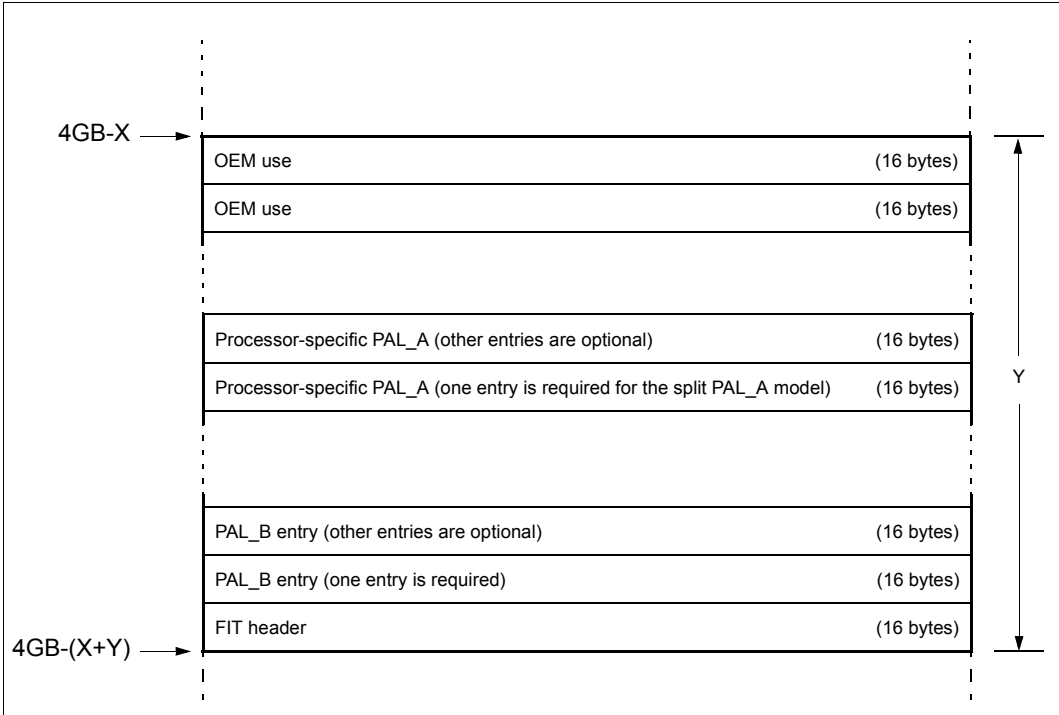 4GB-X
OEM use (16 bytes)
OEM use (16 bytes)
Processor-specific PAL_A (other entries are optional) (16 bytes)
Y
Processor-specific PAL_A (one entry is required for the split PAL_A model) (16 bytes)
PAL_B entry (other entries are optional) (16 bytes)
PAL_B entry (one entry is required) (16 bytes)
FIT header (16 bytes)
4GB-(X+Y)